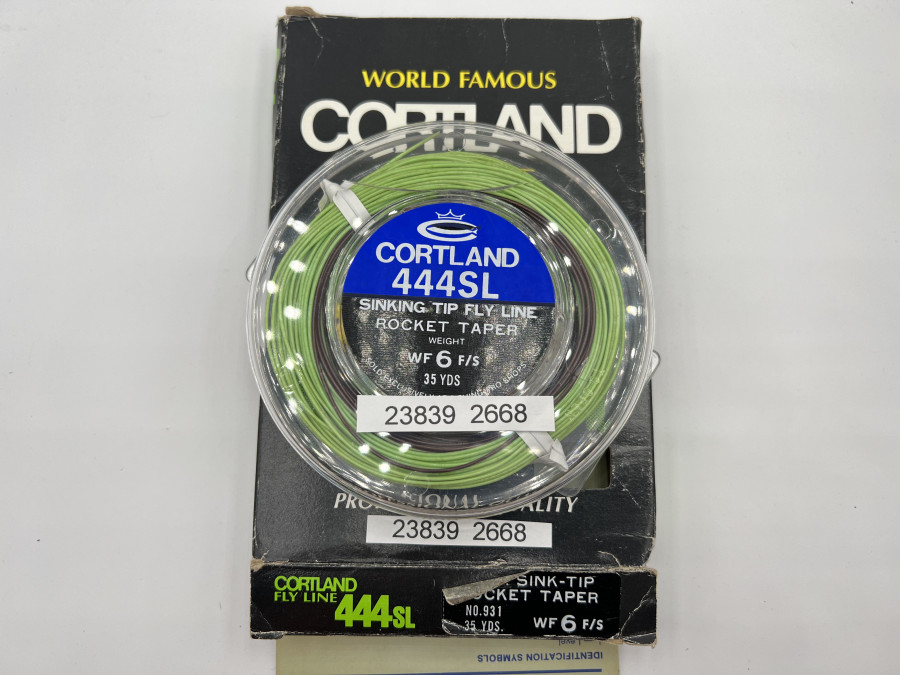 WORLD FAMOUS
CORTLAND
CORTLAND
444SL
SINKING TIP FLY LINE
ROCKET TAPER
WEIGHT
WF 6 F/S
35 YDS
23839 2668
23839 2668
CORTLAND
FLY LINE 444SL
SINK-TIP
ROCKET TAPER
NO.931
35 YDS. WF 6 F/S
IDENTIFICATION SYMBOLS